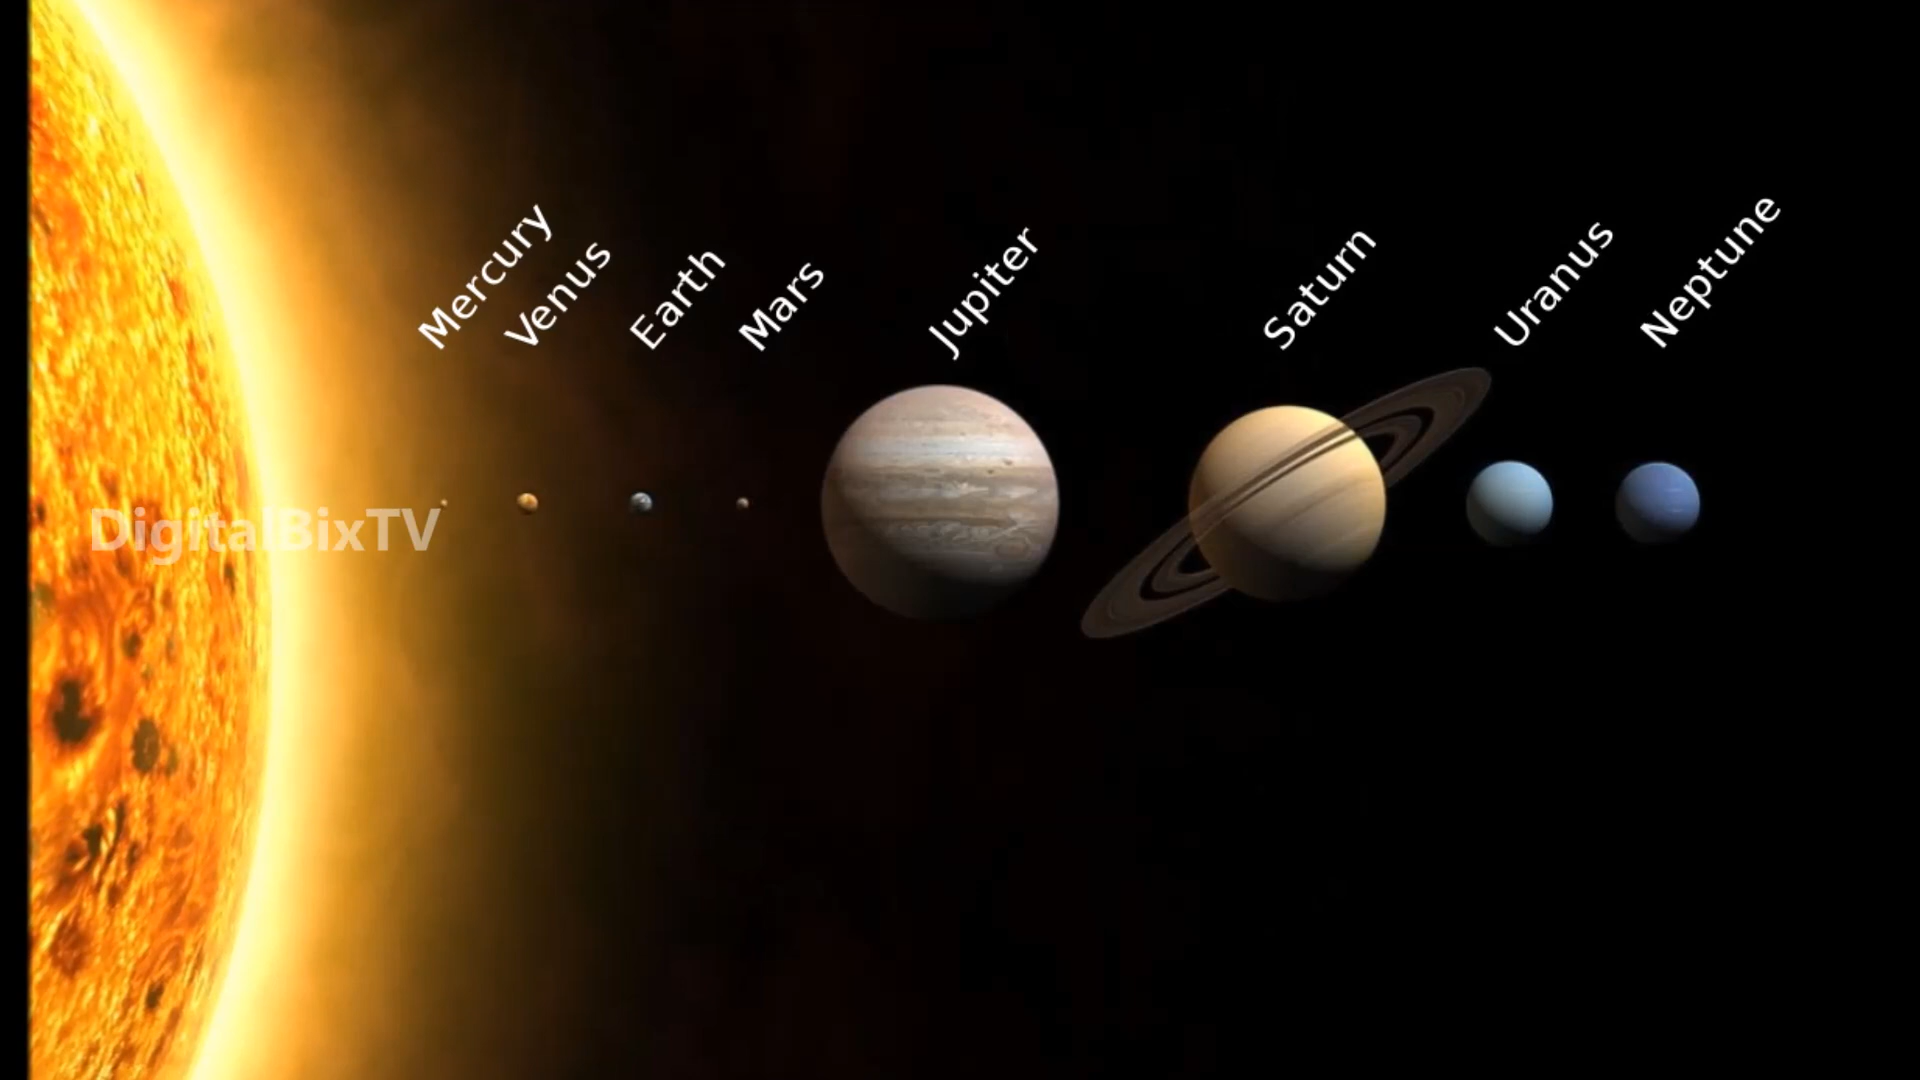 Mercury
Venus
Earth
Mars
Jupiter
Saturn
Uranus
Neptune
DigitalBixTV